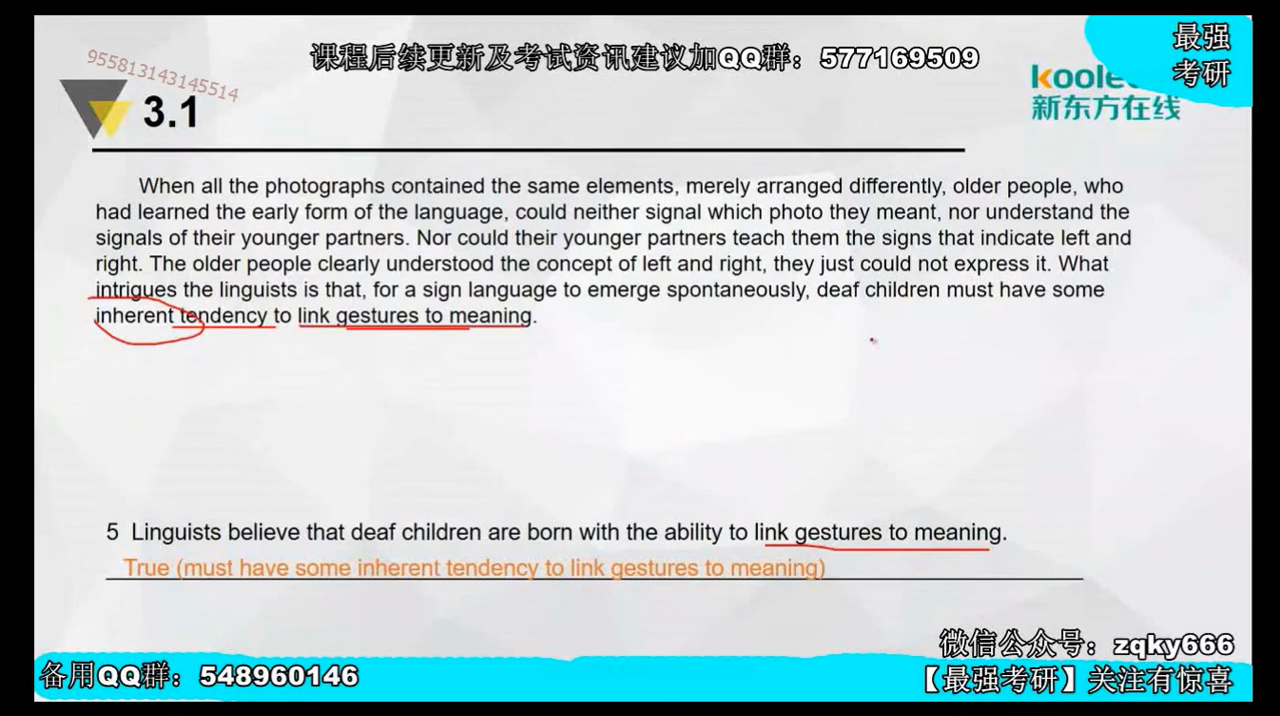 课程后续更新及考试资讯建议加QQ群：577169509
最强
考研
955813143145514
3.1
koole
新东方在线
When all the photographs contained the same elements, merely arranged differently, older people, who
had learned the early form of the language, could neither signal which photo they meant, nor understand the
signals of their younger partners. Nor could their younger partners teach them the signs that indicate left and
right. The older people clearly understood the concept of left and right, they just could not express it. What
intrigues the linguists is that, for a sign language to emerge spontaneously, deaf children must have some
inherent tendency to link gestures to meaning.
5 Linguists believe that deaf children are born with the ability to link gestures to meaning.
True (must have some inherent tendency to link gestures to meaning)
微信公众号：zqky666
备用QQ群：548960146
【最强考研】关注有惊喜